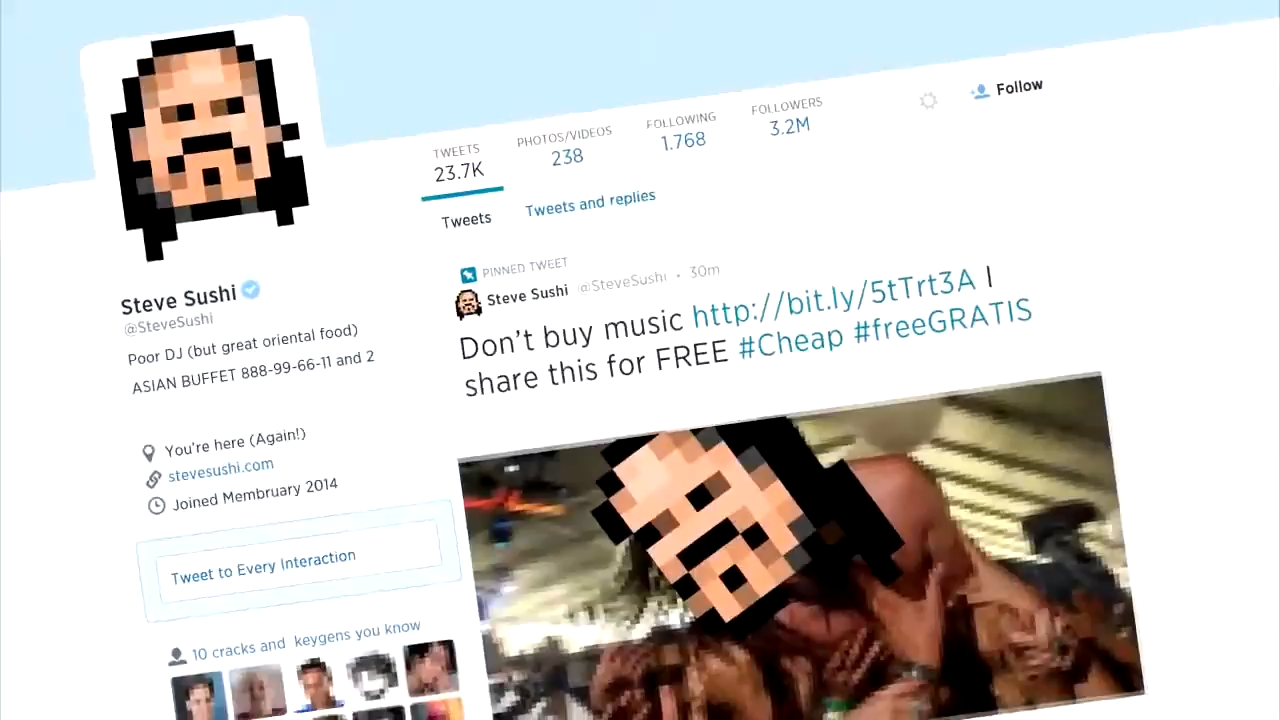 TWEETS
23.7K
PHOTOS/VIDEOS
238
FOLLOWING
1.768
FOLLOWERS
3.2M
Follow
Tweets
Tweets and replies
Steve Sushi
@SteveSushi
Poor DJ (but great oriental food)
ASIAN BUFFET 888-99-66-11 and 2
You're here (Again!)
stevesushi.com
Joined Membruary 2014
Tweet to Every Interaction
10 cracks and keygens you know
PINNED TWEET
Steve Sushi @SteveSushi • 30m
Don't buy music http://bit.ly/5tTrt3A I
share this for FREE #Cheap #freeGRATIS